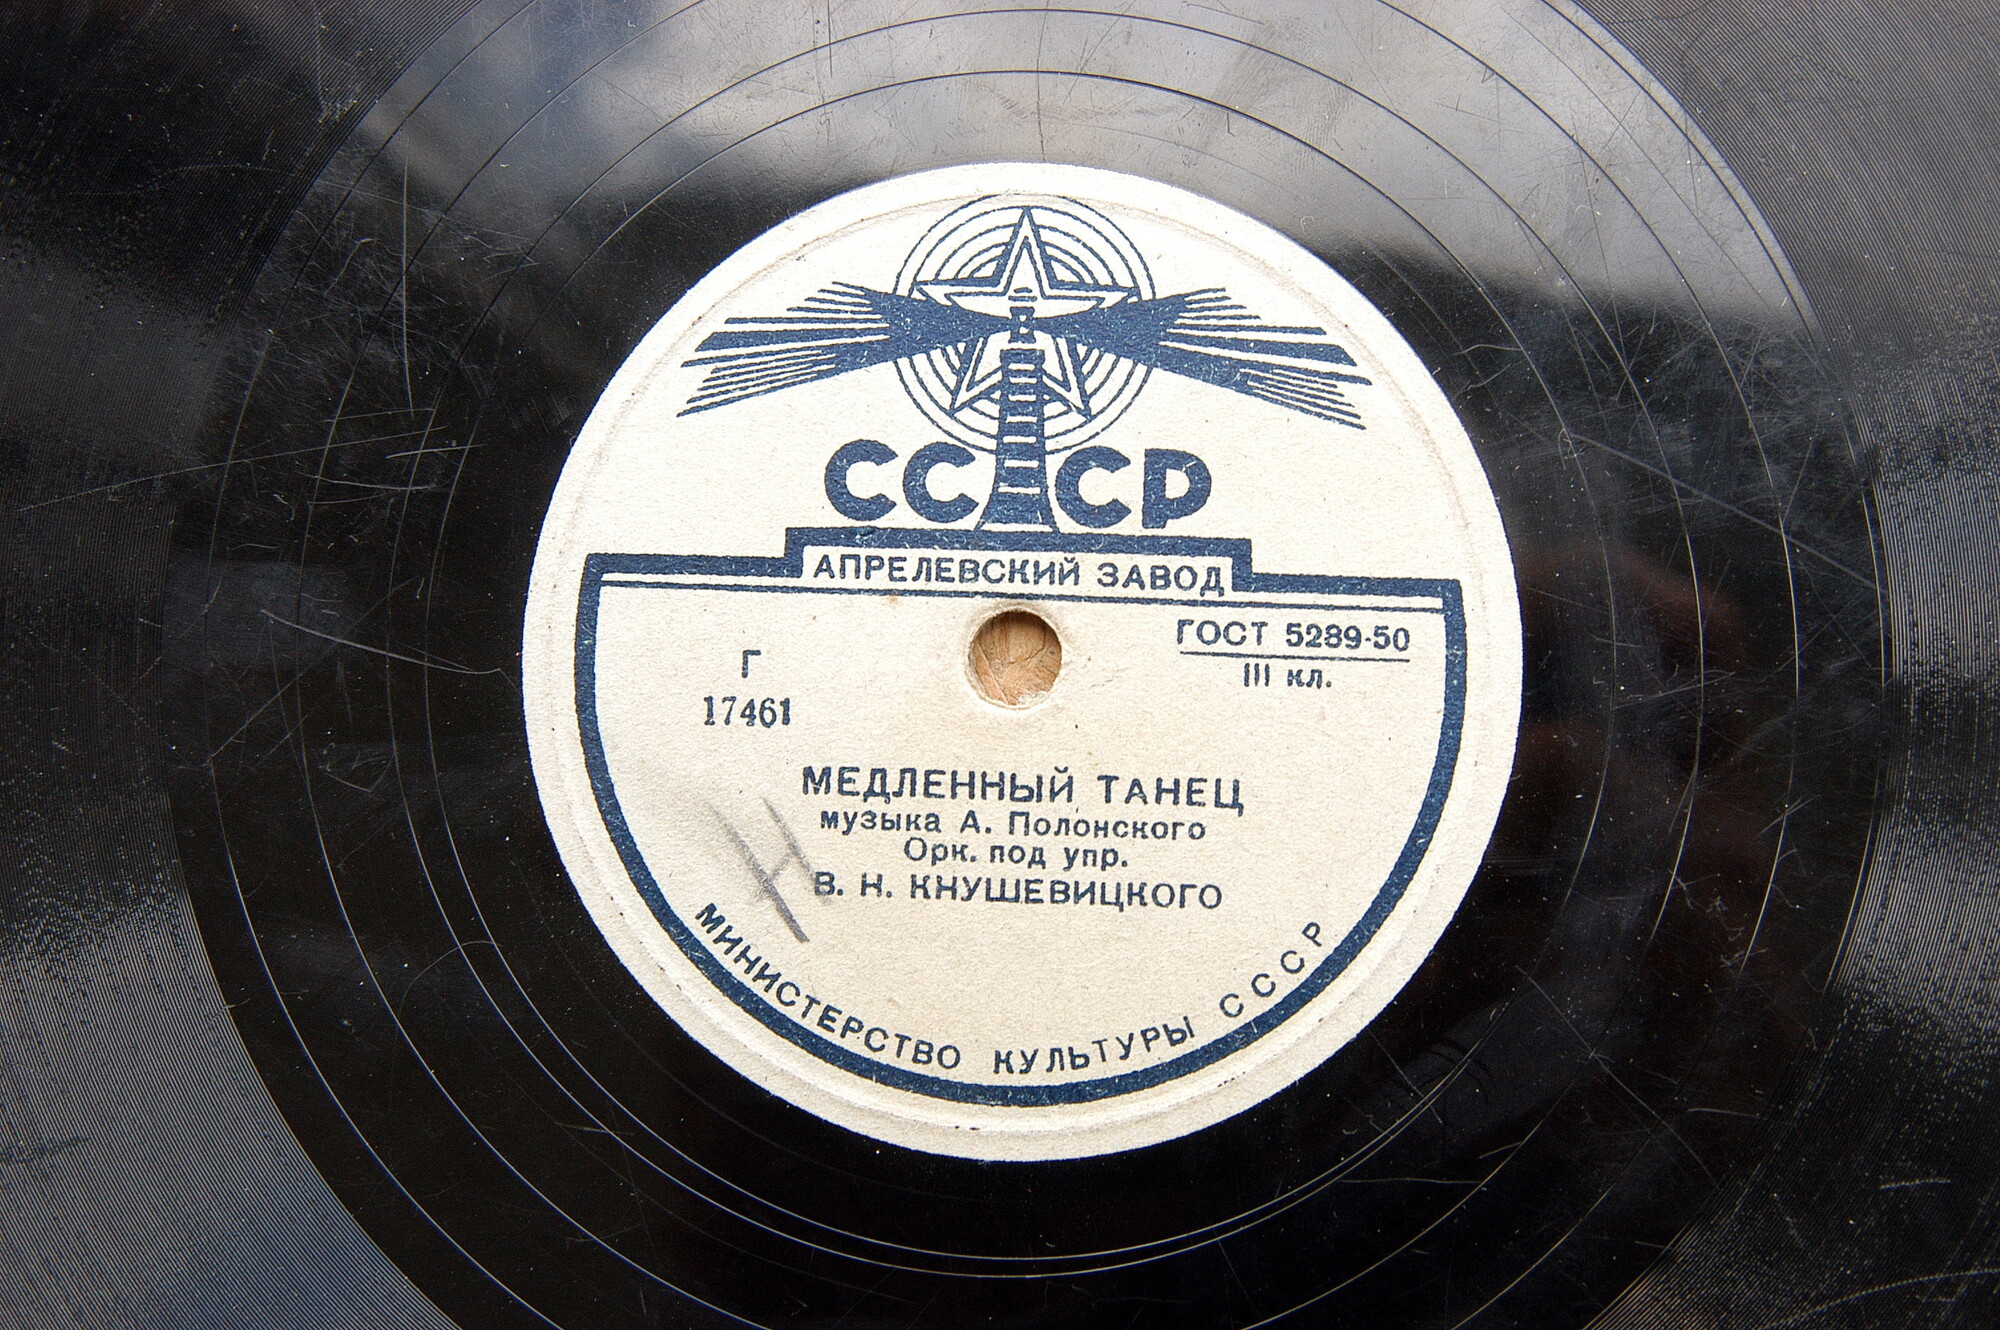 СССР
АПРЕЛЕВСКИЙ ЗАВОД
ГОСТ 5289-50
III кл.
Г
17461
МЕДЛЕННЫЙ ТАНЕЦ
музыка А. Полонского
Орк. под упр.
В. Н. КНУШЕВИЦКОГО
МИНИСТЕРСТВО КУЛЬТУРЫ СССР